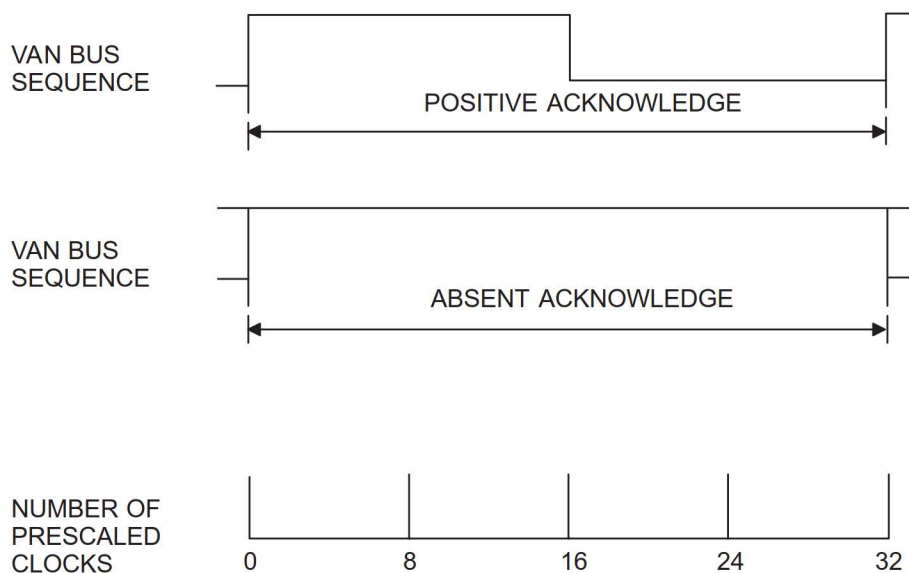 VAN BUS
SEQUENCE
POSITIVE ACKNOWLEDGE
VAN BUS
SEQUENCE
ABSENT ACKNOWLEDGE
NUMBER OF
PRESCALED
CLOCKS
0 8 16 24 32